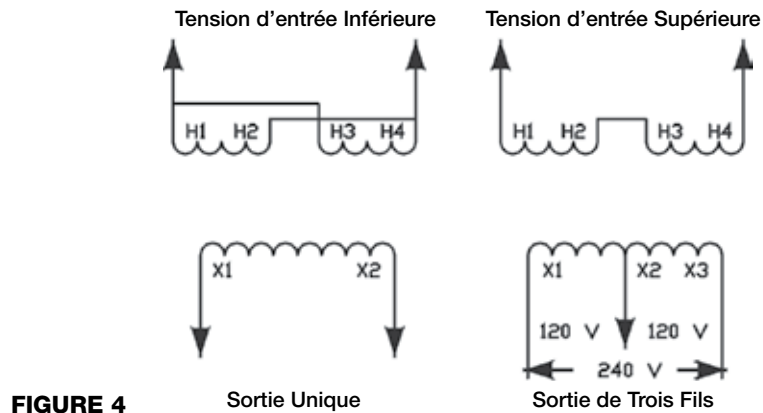 Tension d'entrée Inférieure
Tension d'entrée Supérieure
H1 H2 H3 H4
H1 H2 H3 H4
X1 X2
X1 X2 X3
120 V 120 V
240 V
FIGURE 4
Sortie Unique
Sortie de Trois Fils